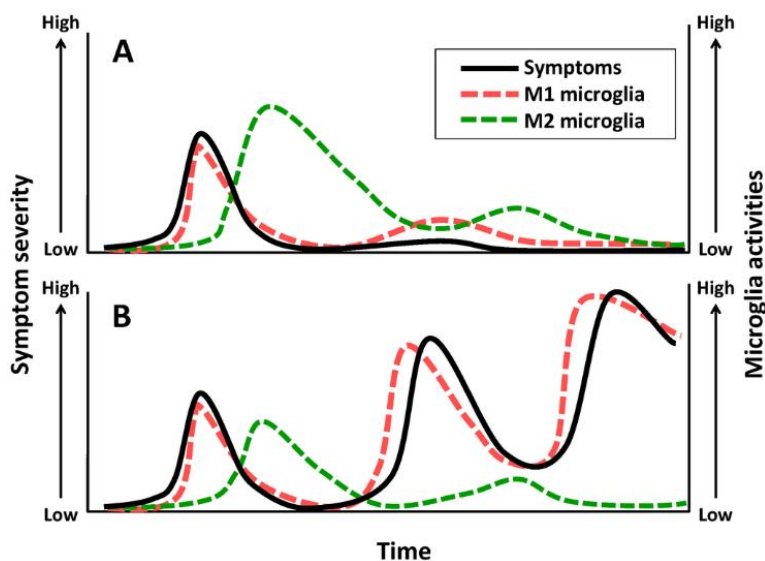 High
High
A
Symptoms
M1 microglia
M2 microglia
Symptom severity
Microglia activities
Low
Low
High
High
B
Low
Low
Time